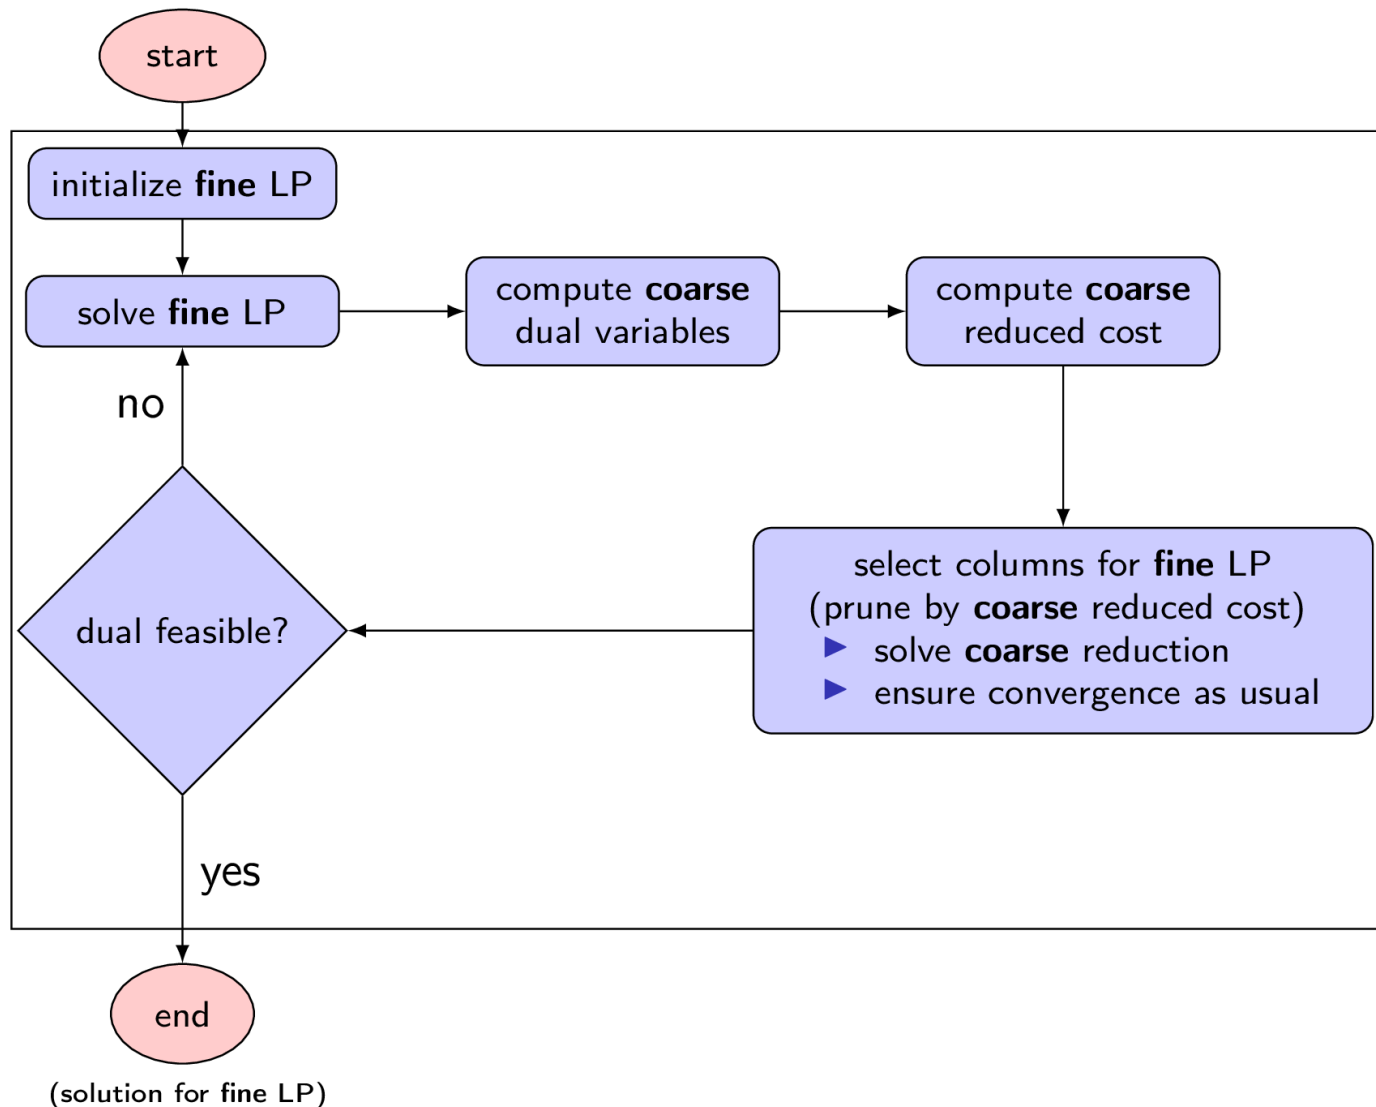 start
initialize fine LP
solve fine LP
compute coarse
dual variables
compute coarse
reduced cost
no
select columns for fine LP
(prune by coarse reduced cost)
▶ solve coarse reduction
▶ ensure convergence as usual
dual feasible?
yes
end
(solution for fine LP)